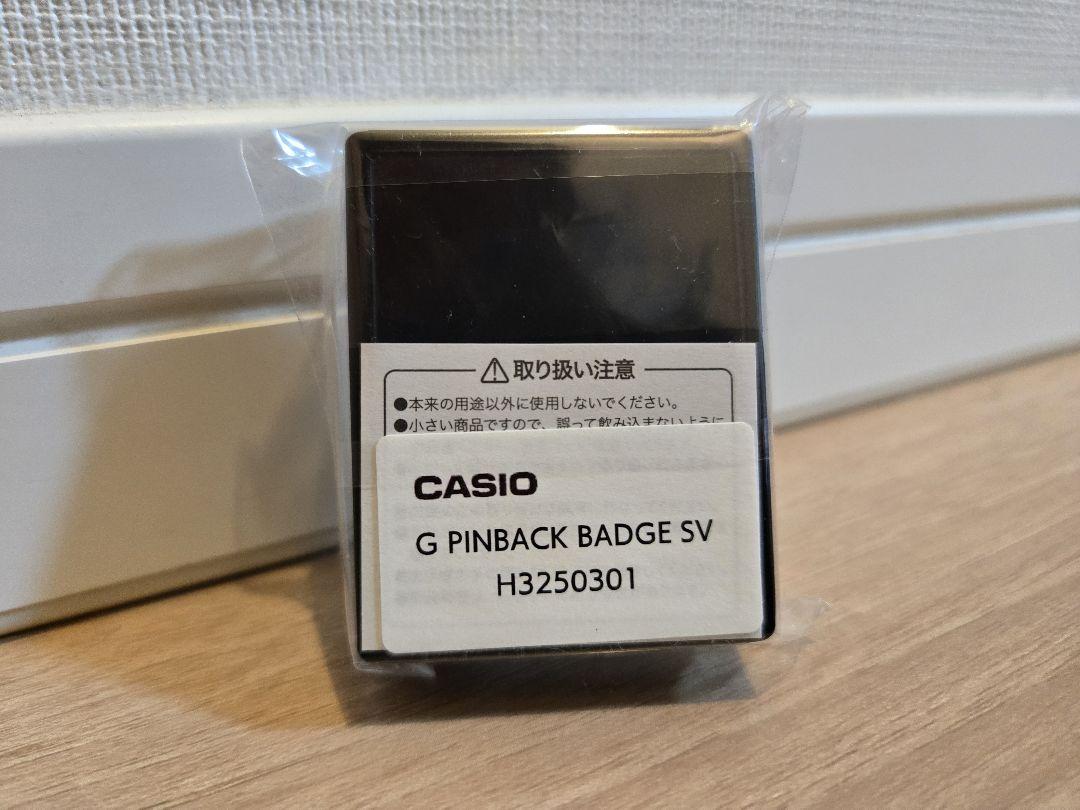 ⚠取り扱い注意
●本来の用途以外に使用しないでください。
●小さい商品ですので、誤って飲み込まないように
CASIO
G PINBACK BADGE SV
H3250301